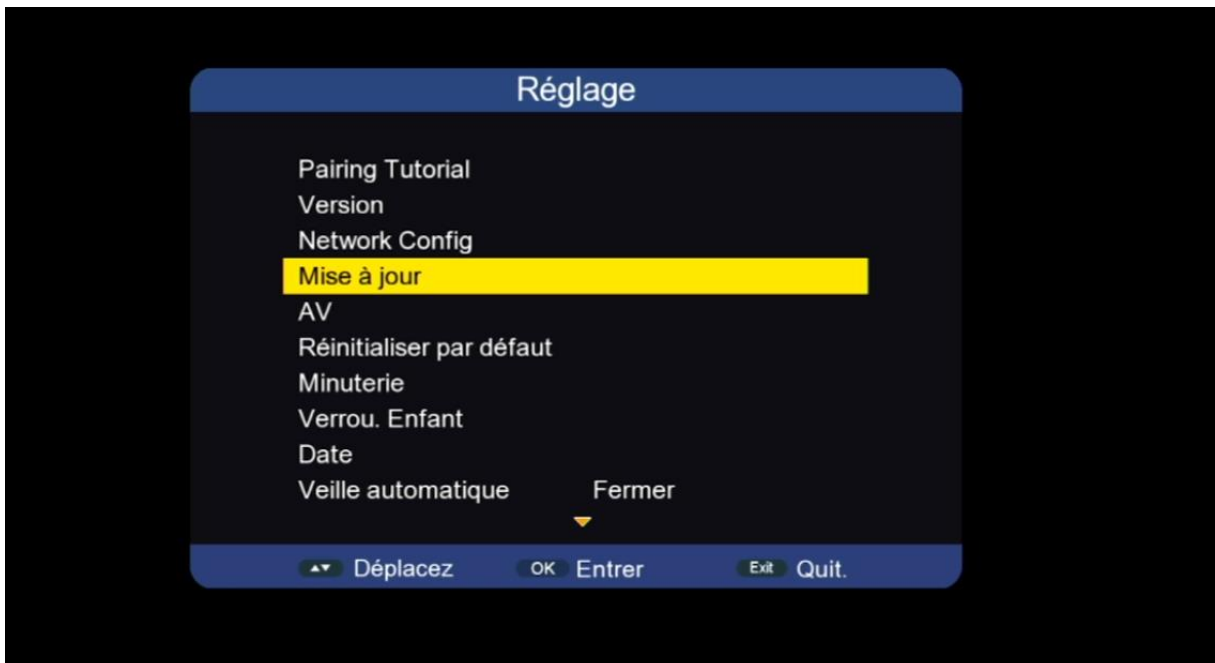 Réglage
Pairing Tutorial
Version
Network Config
Mise à jour
AV
Réinitialiser par défaut
Minuterie
Verrou. Enfant
Date
Veille automatique Fermer
Déplacez OK Entrer Exit Quit.